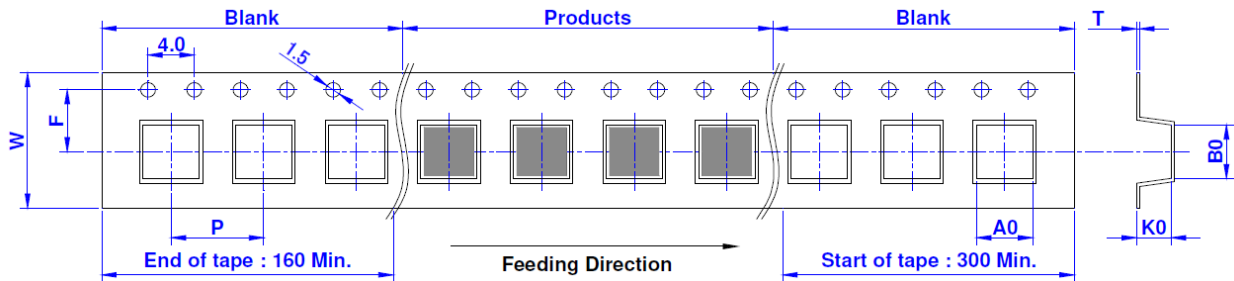 Blank
Products
Blank
T
4.0
1.5
F
W
B0
P
A0
K0
End of tape : 160 Min.
Feeding Direction
Start of tape : 300 Min.